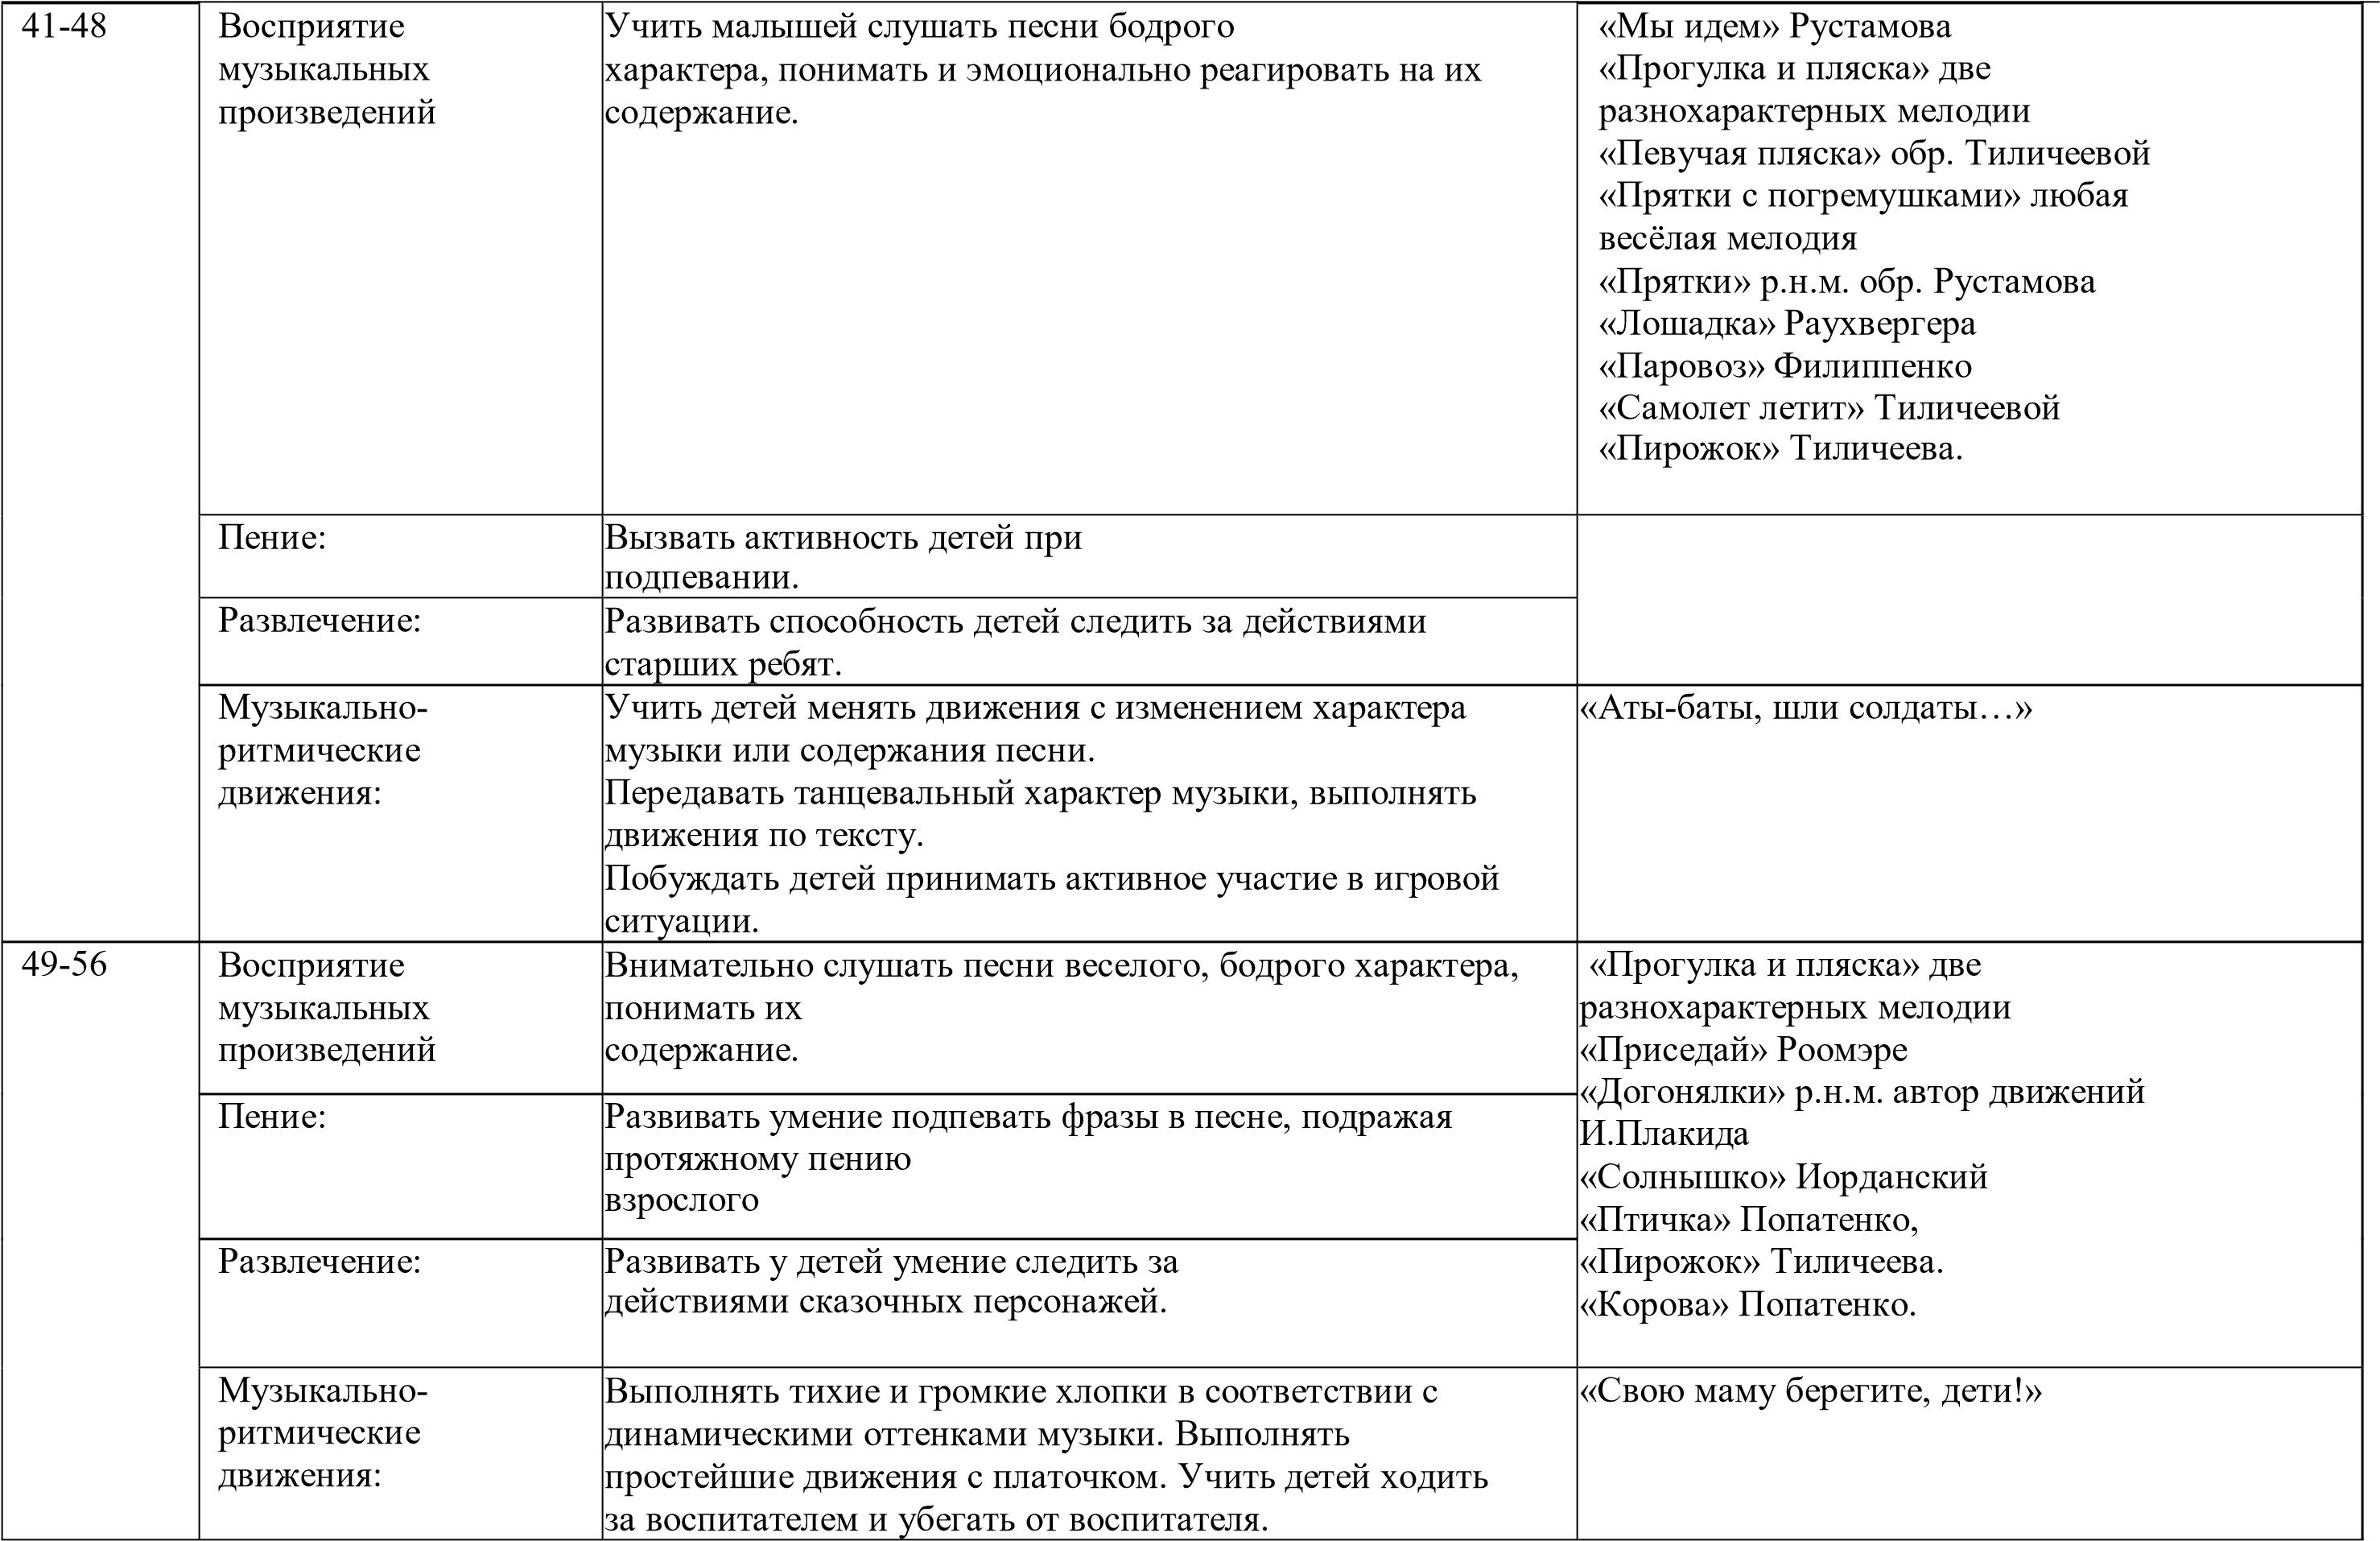 41-48
Восприятие
музыкальных
произведений
Учить малышей слушать песни бодрого
характера, понимать и эмоционально реагировать на их
содержание.
«Мы идем» Рустамова
«Прогулка и пляска» две
разнохарактерных мелодии
«Певучая пляска» обр. Тиличеевой
«Прятки с погремушками» любая
весёлая мелодия
«Прятки» р.н.м. обр. Рустамова
«Лошадка» Раухвергера
«Паровоз» Филиппенко
«Самолет летит» Тиличеевой
«Пирожок» Тиличеева.
Пение:
Вызвать активность детей при
подпевании.
Развлечение:
Развивать способность детей следить за действиями
старших ребят.
Музыкально-
ритмические
движения:
Учить детей менять движения с изменением характера
музыки или содержания песни.
Передавать танцевальный характер музыки, выполнять
движения по тексту.
Побуждать детей принимать активное участие в игровой
ситуации.
«Аты-баты, шли солдаты…»
49-56
Восприятие
музыкальных
произведений
Внимательно слушать песни веселого, бодрого характера,
понимать их
содержание.
«Прогулка и пляска» две
разнохарактерных мелодии
«Приседай» Роомэре
«Догонялки» р.н.м. автор движений
И.Плакида
«Солнышко» Иорданский
«Птичка» Попатенко,
«Пирожок» Тиличеева.
«Корова» Попатенко.
Пение:
Развивать умение подпевать фразы в песне, подражая
протяжному пению
взрослого
Развлечение:
Развивать у детей умение следить за
действиями сказочных персонажей.
Музыкально-
ритмические
движения:
Выполнять тихие и громкие хлопки в соответствии с
динамическими оттенками музыки. Выполнять
простейшие движения с платочком. Учить детей ходить
за воспитателем и убегать от воспитателя.
«Свою маму берегите, дети!»